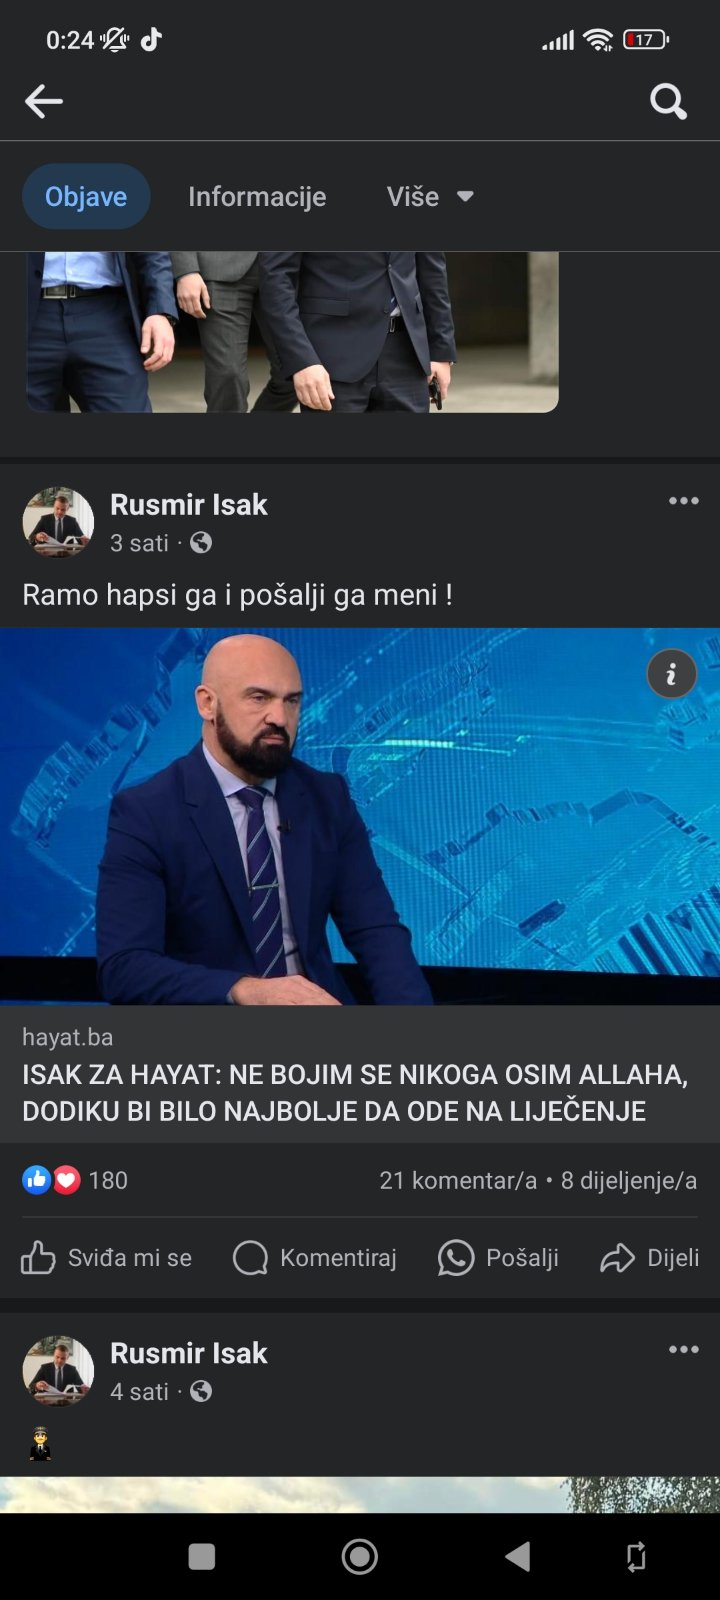 0:24
17
Objave
Informacije
Više
Rusmir Isak
3 sati ·
Ramo hapsi ga i pošalji ga meni !
hayat.ba
ISAK ZA HAYAT: NE BOJIM SE NIKOGA OSIM ALLAHA,
DODIKU BI BILO NAJBOLJE DA ODE NA LIJEČENJE
180
21 komentar/a • 8 dijeljenje/a
Sviđa mi se
Komentiraj
Pošalji
Dijeli
Rusmir Isak
4 sati ·